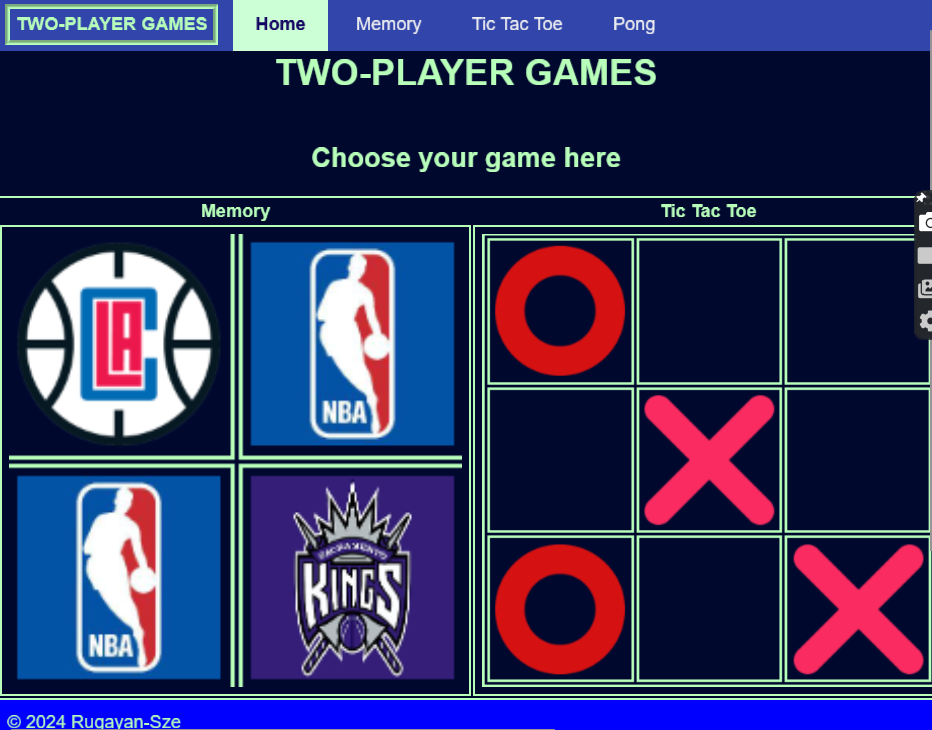 TWO-PLAYER GAMES Home Memory Tic Tac Toe Pong
TWO-PLAYER GAMES
Choose your game here
Memory Tic Tac Toe
LA
NBA
NBA
SACRAMENTO
KINGS
© 2024 Rugayan-Sze